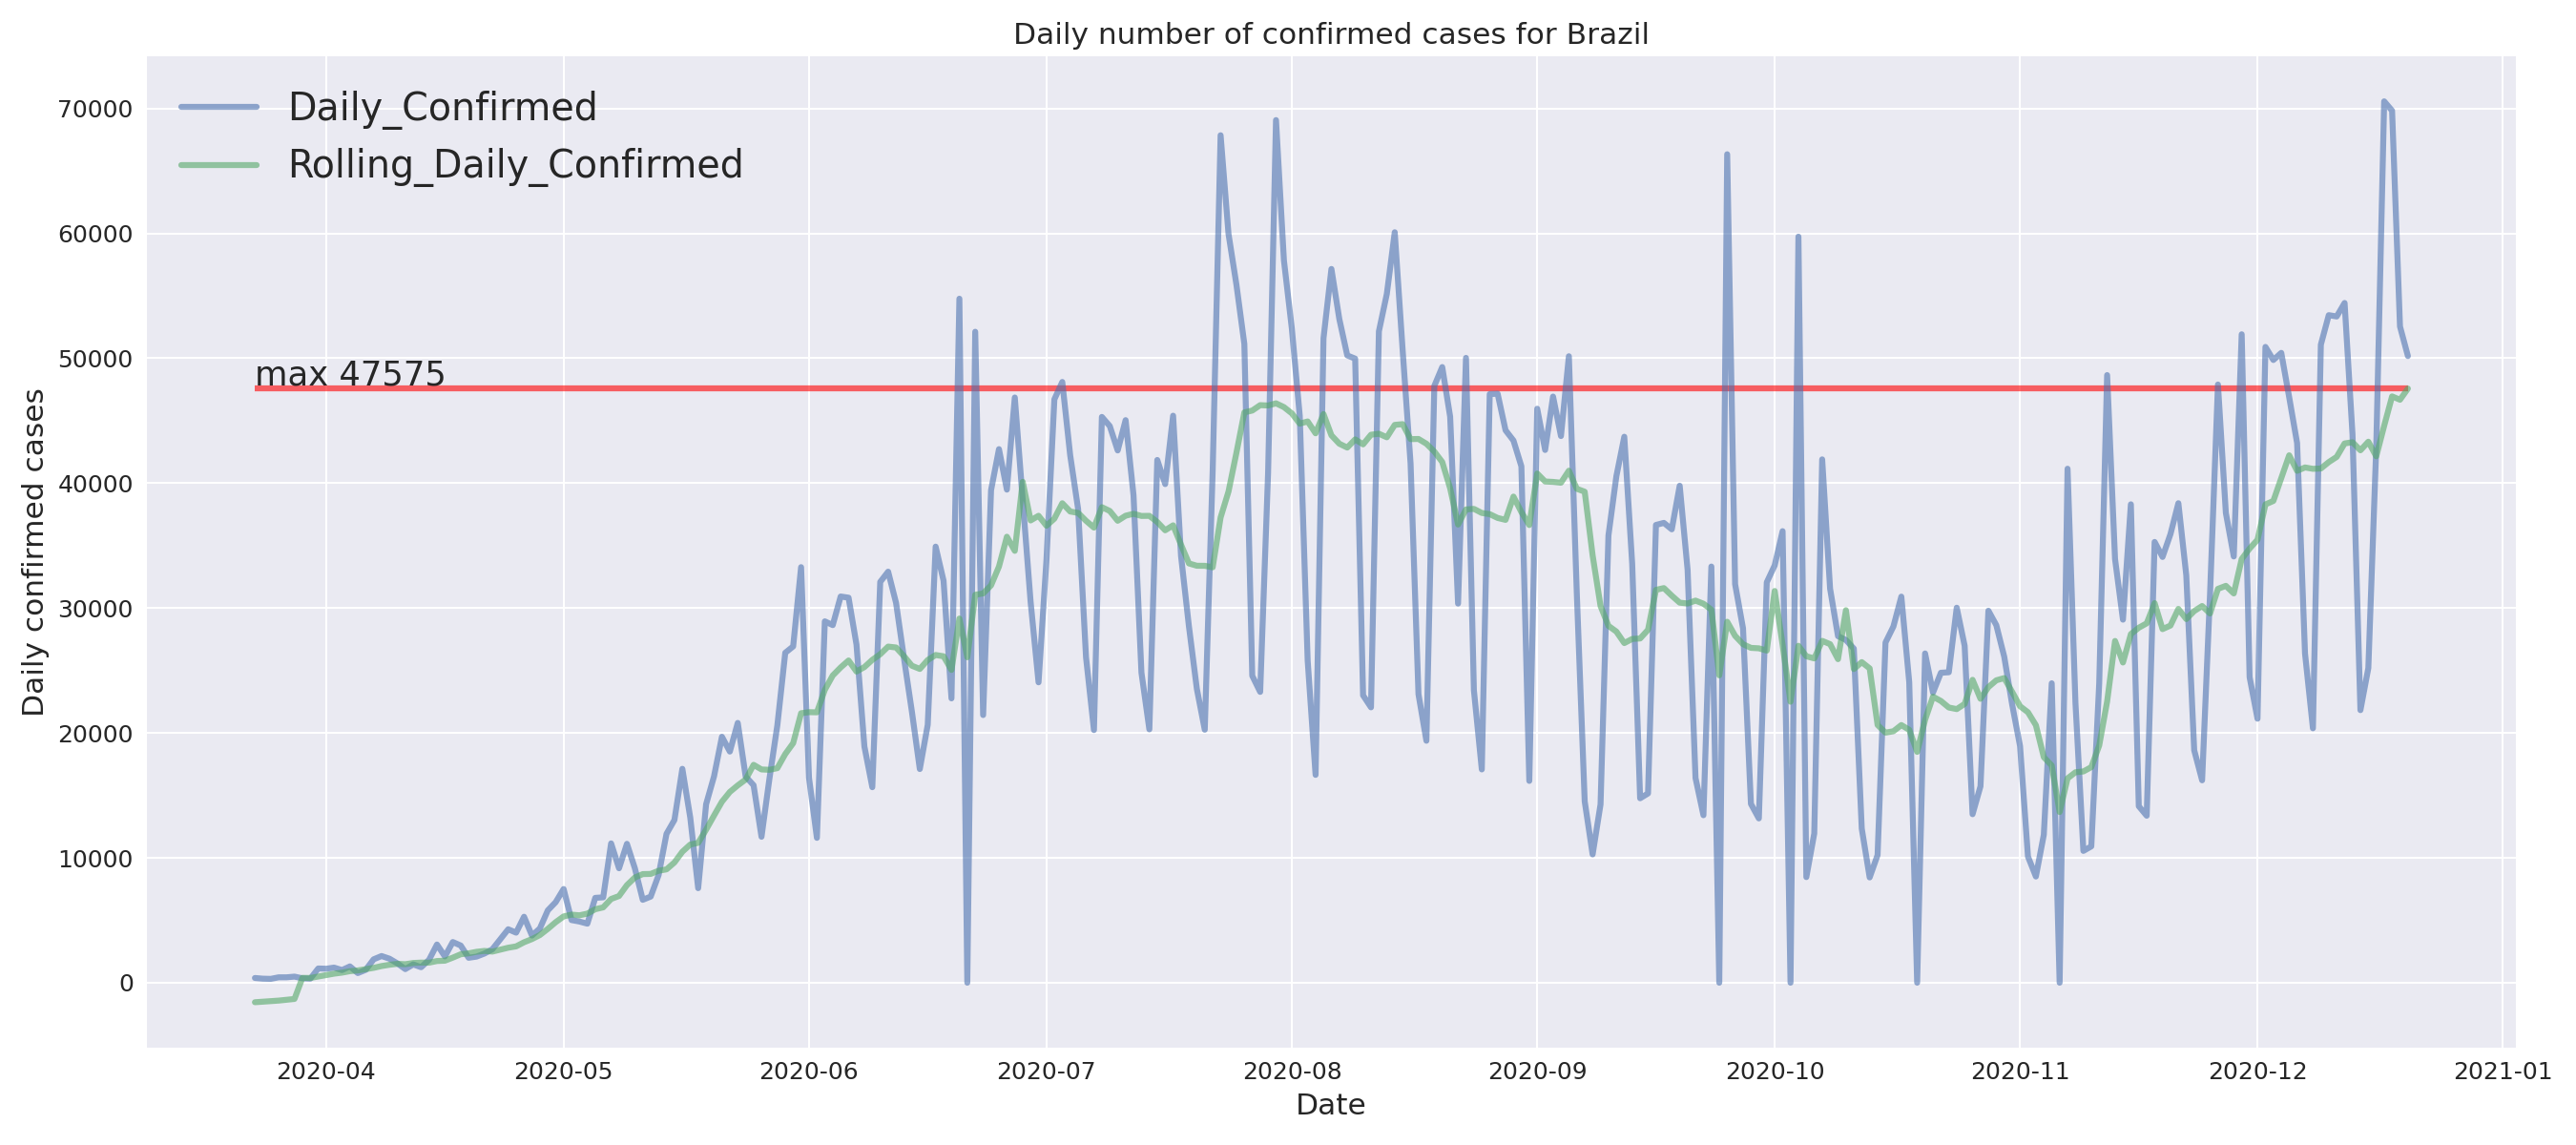 Daily number of confirmed cases for Brazil
Daily_Confirmed
Rolling_Daily_Confirmed
max 47575
Daily confirmed cases
70000
60000
50000
40000
30000
20000
10000
0
2020-04 2020-05 2020-06 2020-07 2020-08 2020-09 2020-10 2020-11 2020-12 2021-01
Date